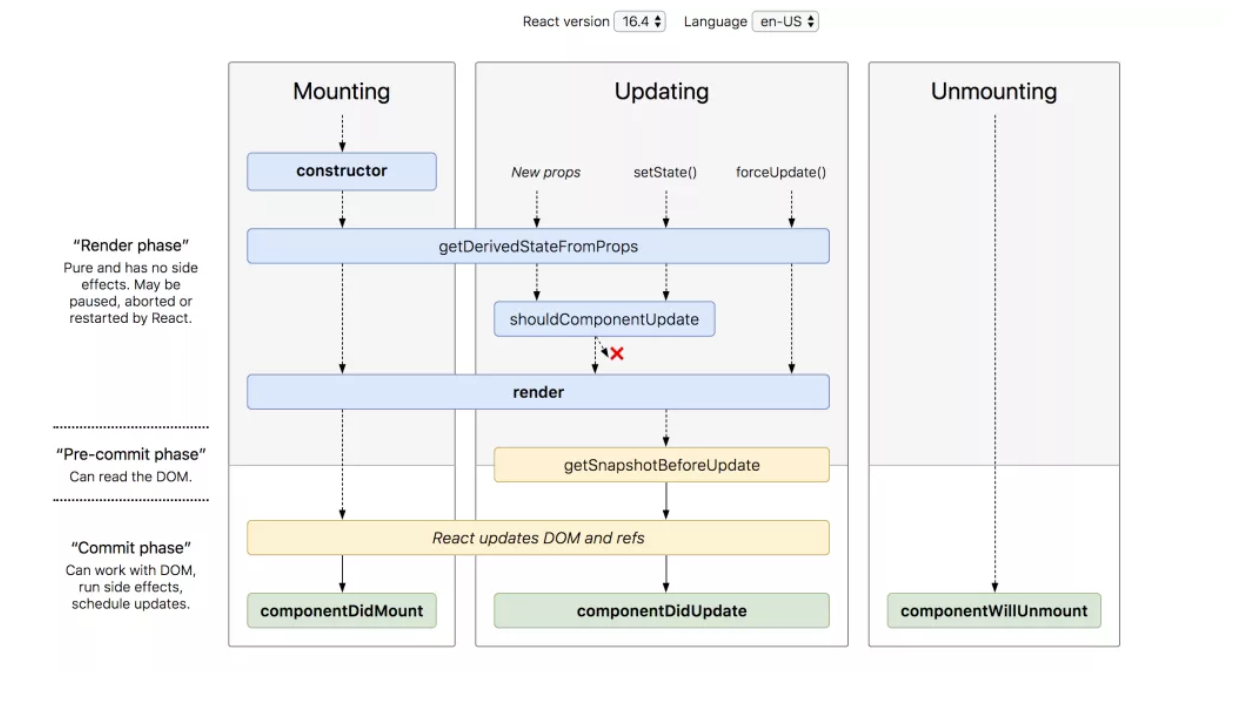 React version 16.4 Language en-US
Mounting
Updating
Unmounting
constructor
New props
setState()
forceUpdate()
"Render phase"
Pure and has no side
effects. May be
paused, aborted or
restarted by React.
getDerivedStateFromProps
shouldComponentUpdate
render
"Pre-commit phase"
Can read the DOM.
getSnapshotBeforeUpdate
"Commit phase"
Can work with DOM,
run side effects,
schedule updates.
React updates DOM and refs
componentDidMount
componentDidUpdate
componentWillUnmount